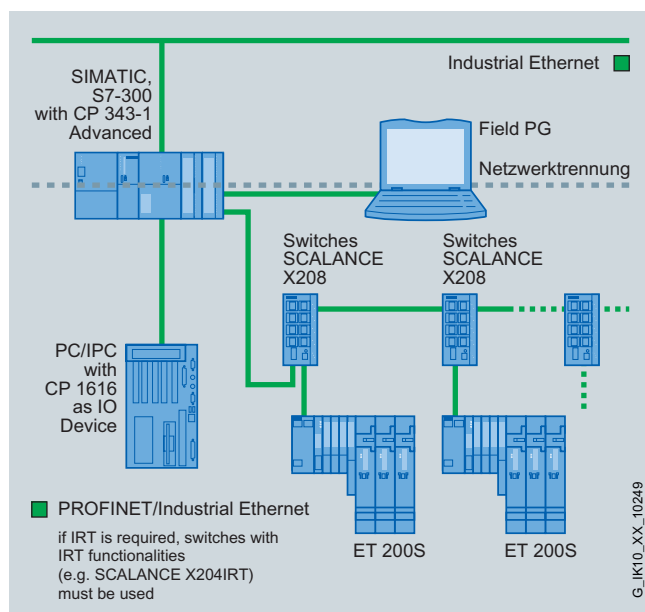 Industrial Ethernet
SIMATIC,
S7-300
with CP 343-1
Advanced
Field PG
Netzwerktrennung
Switches
SCALANCE
X208
Switches
SCALANCE
X208
PC/IPC
with
CP 1616
as IO
Device
PROFINET/Industrial Ethernet
if IRT is required, switches with
IRT functionalities
(e.g. SCALANCE X204IRT)
must be used
ET 200S
ET 200S
G_IK10_XX_10249